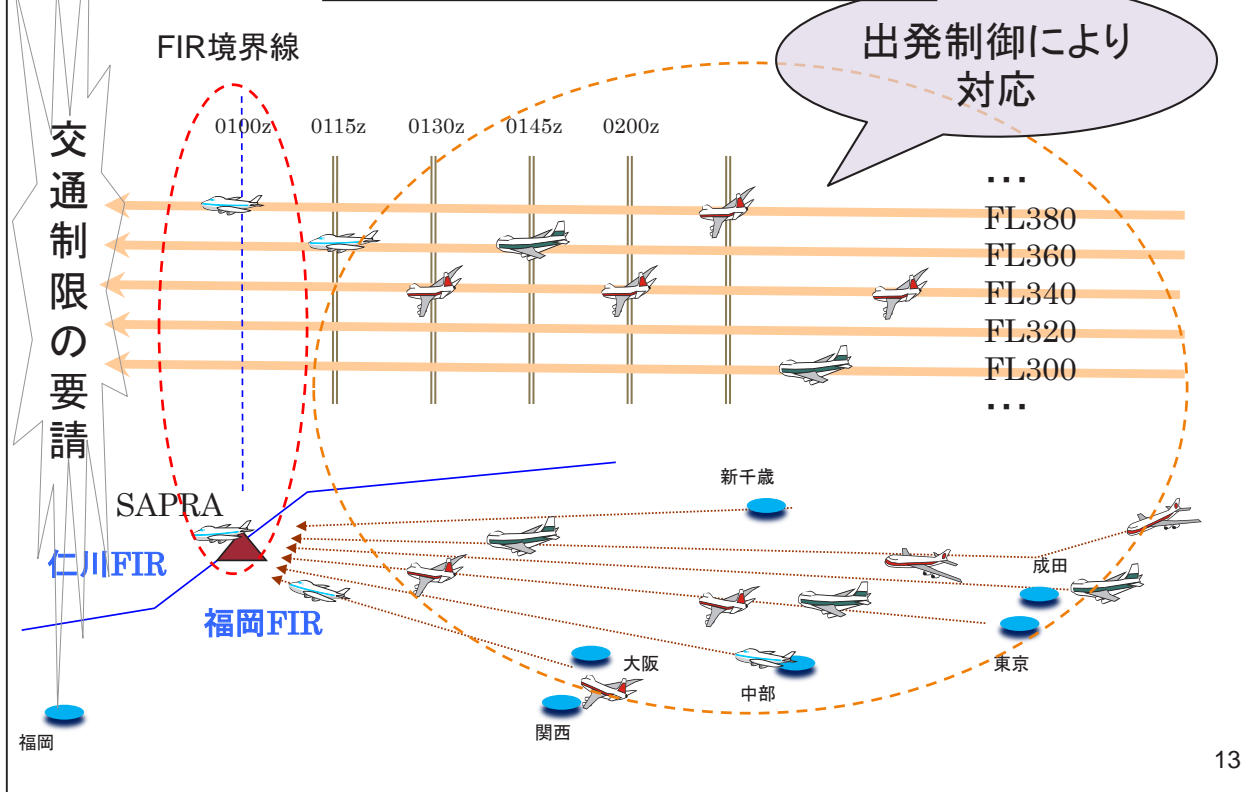 出発制御により
対応
FIR境界線
交通制限の要請
0100z 0115z 0130z 0145z 0200z
…
FL380
FL360
FL340
FL320
FL300
…
新千歳
SAPRA
仁川FIR
成田
福岡FIR
大阪
東京
中部
関西
福岡
13